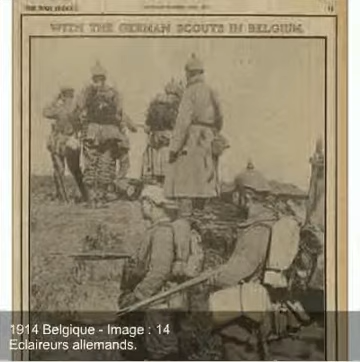 WITH THE GERMAN SCOUTS IN BELGIUM.
1914 Belgique - Image : 14
Eclaireurs allemands.